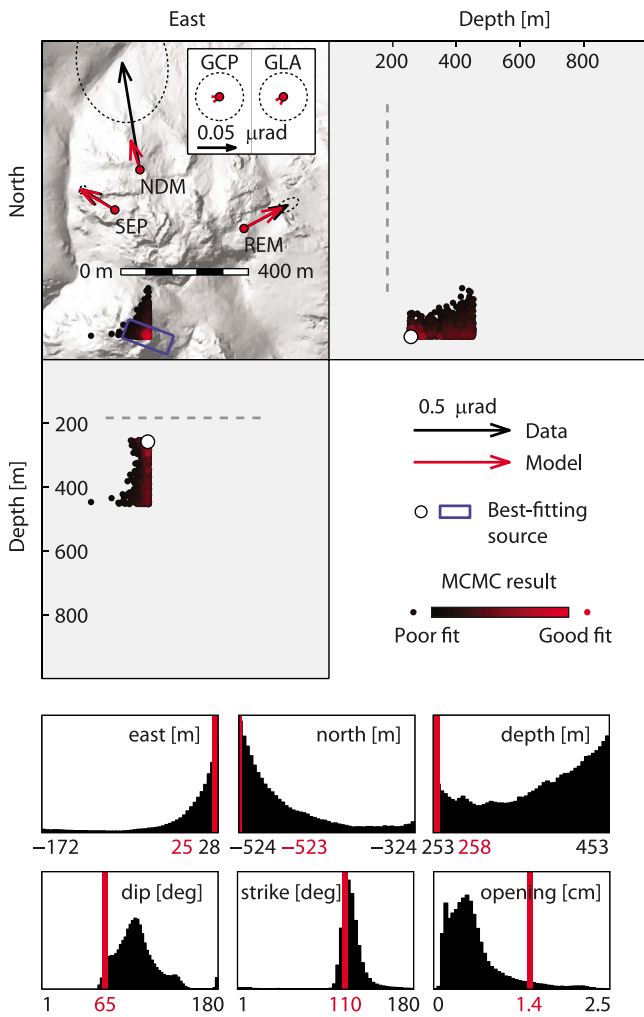 East
Depth [m]
200 400 600 800
North
GCP GLA
0.05 μrad
NDM
SEP
REM
0 m 400 m
Depth [m]
200
400
600
800
0.5 μrad
Data
Model
Best-fitting
source
MCMC result
Poor fit Good fit
east [m] north [m] depth [m]
−172 25 28 −524 −523 −324 253 258 453
dip [deg] strike [deg] opening [cm]
1 65 180 1 110 180 0 1.4 2.5